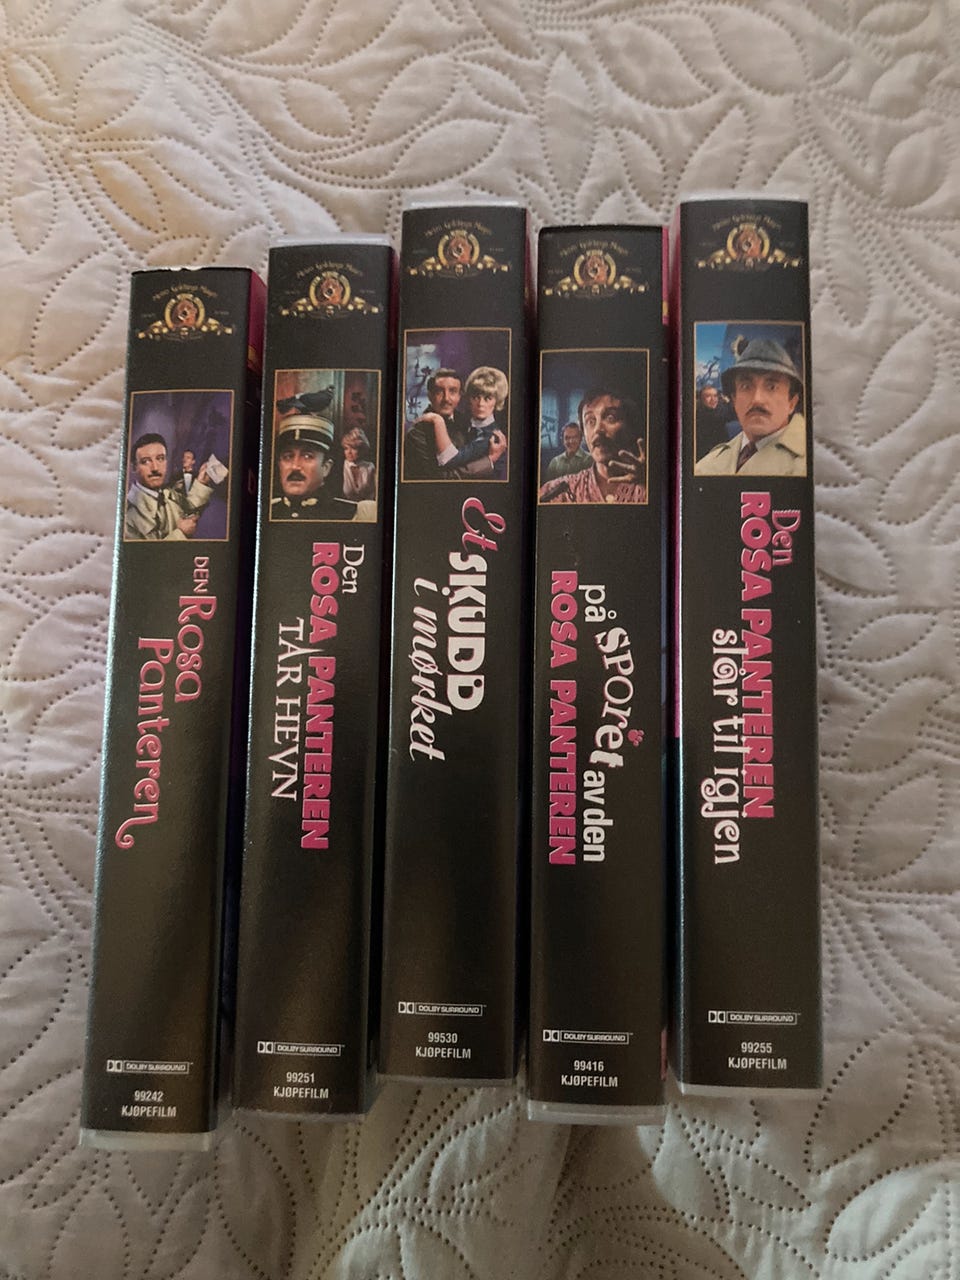 DEN ROSA
Panteren
DOLBY SURROUND
99242
KJØPEFILM
Den
ROSA PANTEREN
TAR HEVN
DOLBY SURROUND
99251
KJØPEFILM
Et
SKUDD
i mørket
DOLBY SURROUND
99530
KJØPEFILM
på SPORet av den
ROSA PANTEREN
DOLBY SURROUND
99416
KJØPEFILM
Den
ROSA PANTEREN
slår til igjen
DOLBY SURROUND
99255
KJØPEFILM